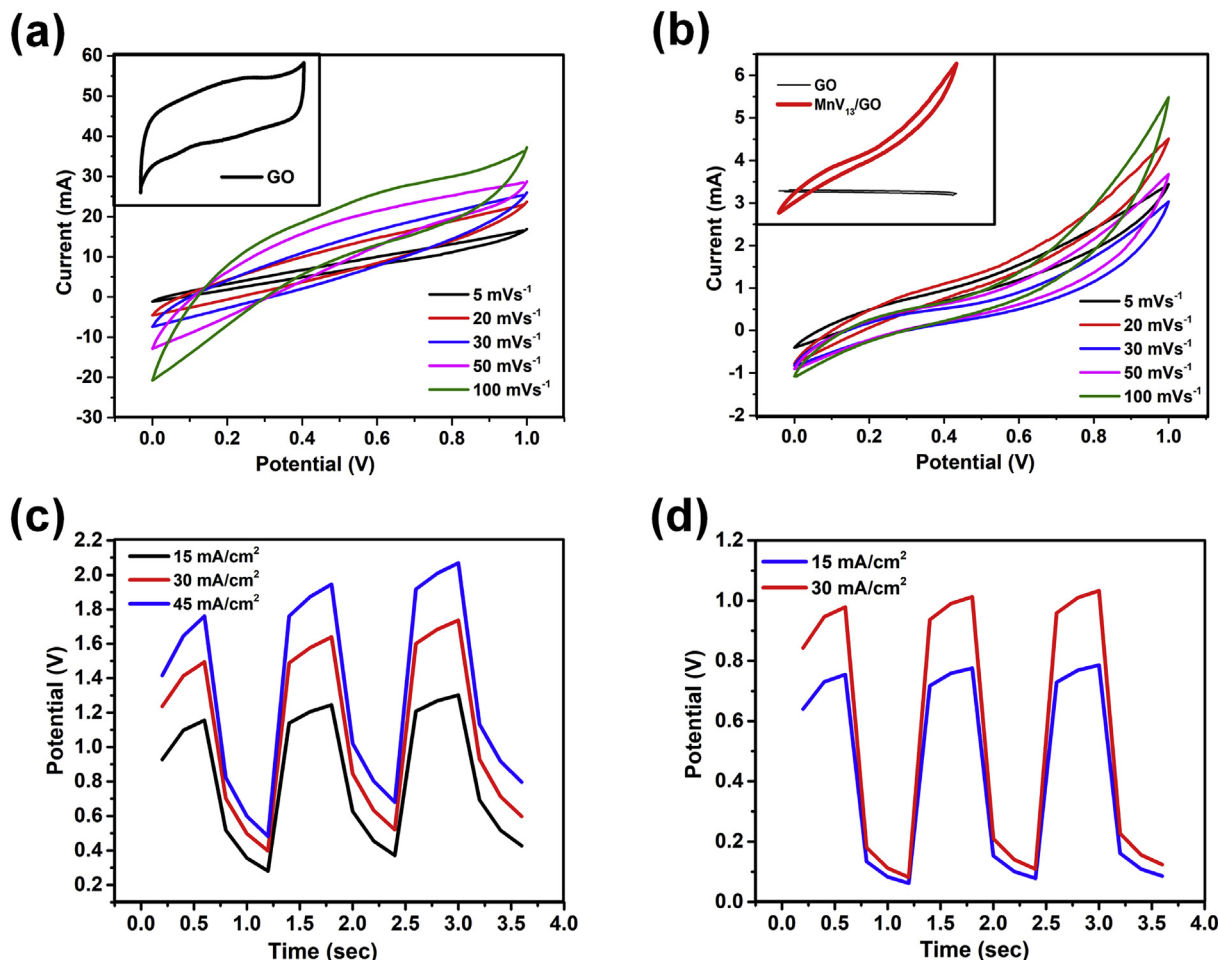 (a)
60
50
40
30
20
10
0
-10
-20
-30
Current (mA)
GO
5 mVs⁻¹
20 mVs⁻¹
30 mVs⁻¹
50 mVs⁻¹
100 mVs⁻¹
0.0 0.2 0.4 0.6 0.8 1.0
Potential (V)
(b)
6
5
4
3
2
1
0
-1
-2
Current (mA)
GO
MnV₁₃/GO
5 mVs⁻¹
20 mVs⁻¹
30 mVs⁻¹
50 mVs⁻¹
100 mVs⁻¹
0.0 0.2 0.4 0.6 0.8 1.0
Potential (V)
(c)
2.2
2.0
1.8
1.6
1.4
1.2
1.0
0.8
0.6
0.4
0.2
Potential (V)
15 mA/cm²
30 mA/cm²
45 mA/cm²
0.0 0.5 1.0 1.5 2.0 2.5 3.0 3.5 4.0
Time (sec)
(d)
1.2
1.0
0.8
0.6
0.4
0.2
0.0
Potential (V)
15 mA/cm²
30 mA/cm²
0.0 0.5 1.0 1.5 2.0 2.5 3.0 3.5 4.0
Time (sec)